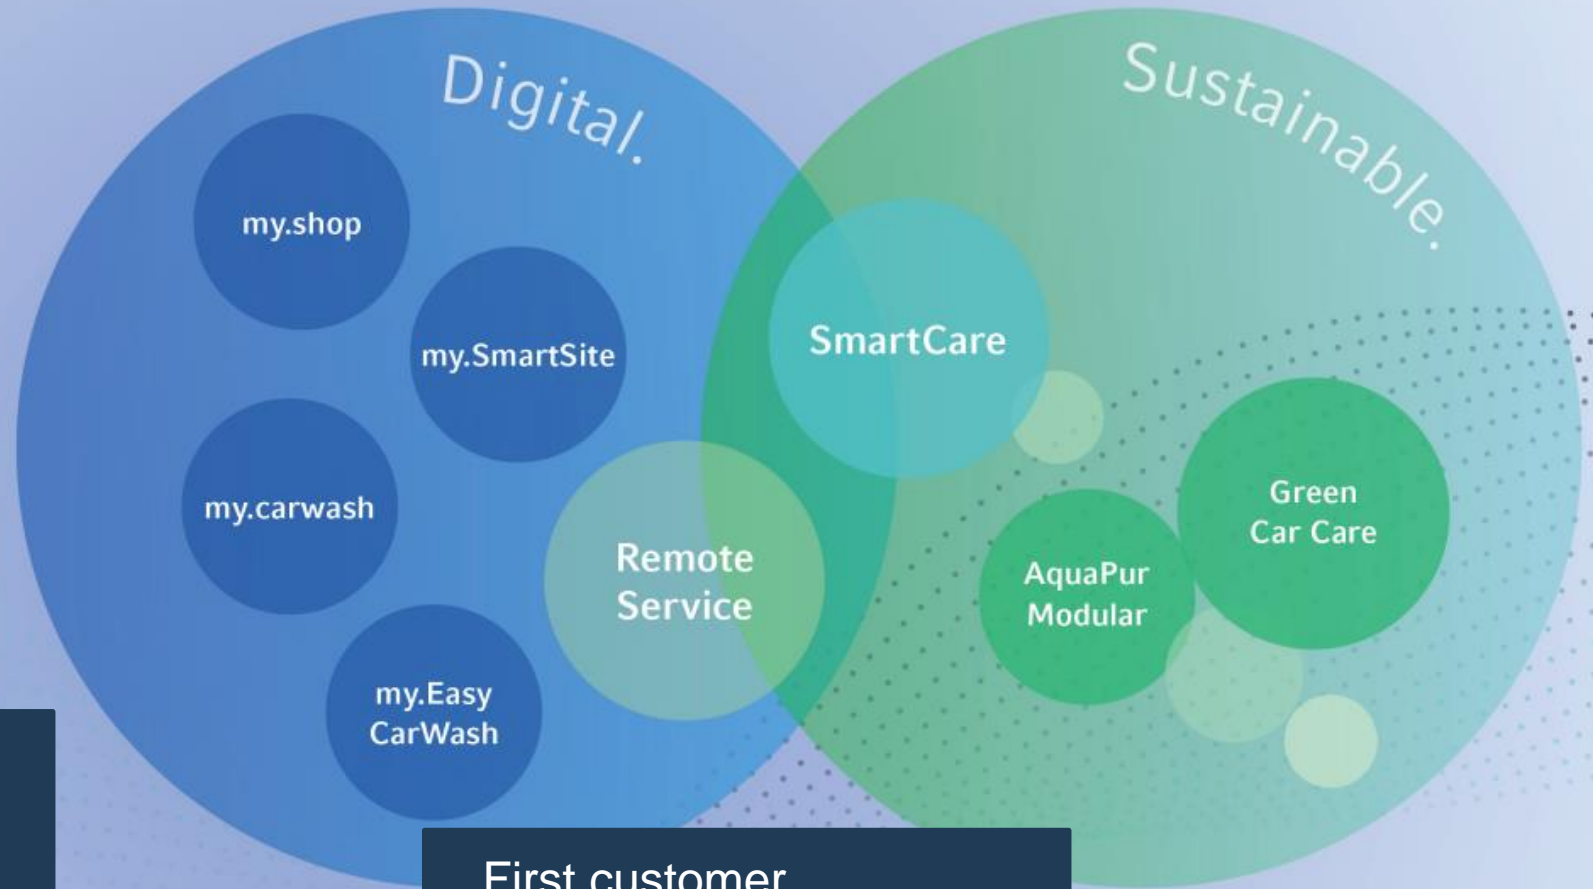 Digital.
Sustainable.
my.shop
my.SmartSite
SmartCare
my.carwash
Green
Car Care
Remote
Service
AquaPur
Modular
my.Easy
CarWash
First customer